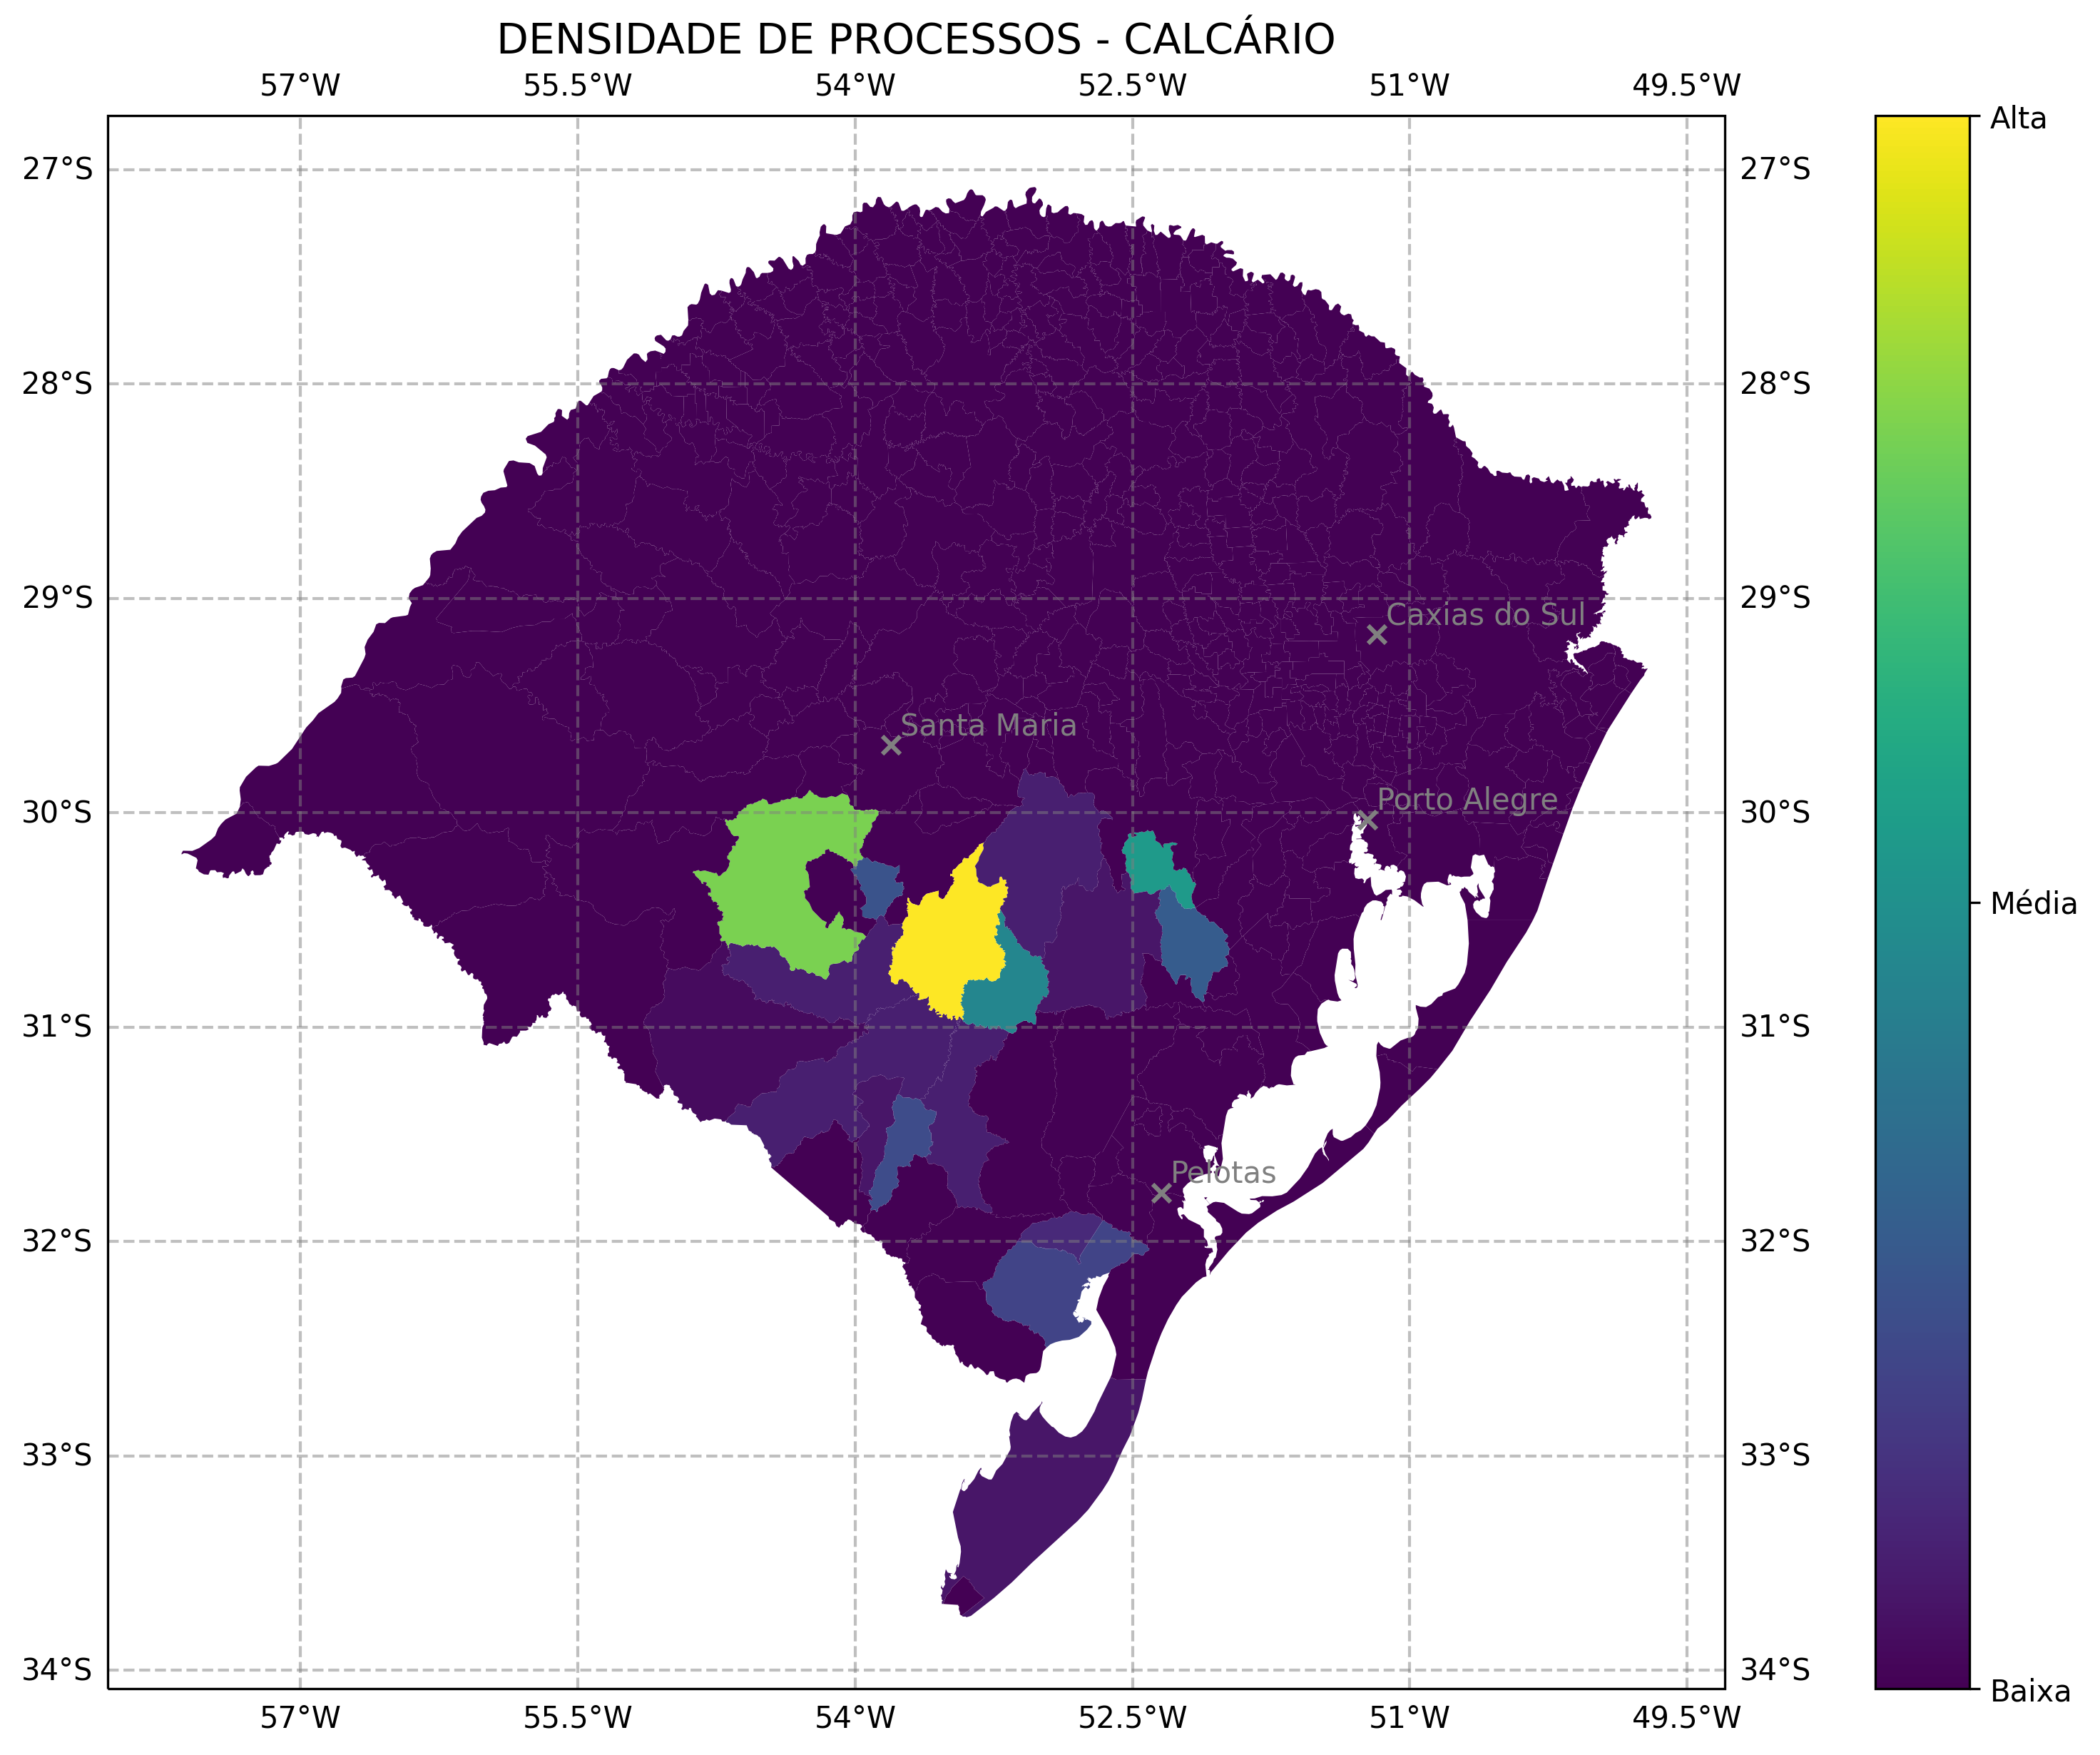 DENSIDADE DE PROCESSOS - CALCÁRIO
57°W 55.5°W 54°W 52.5°W 51°W 49.5°W
Alta
27°S 27°S
28°S 28°S
29°S 29°S
Caxias do Sul
Santa Maria
Porto Alegre
30°S 30°S
Média
31°S 31°S
Pelotas
32°S 32°S
33°S 33°S
34°S 34°S
Baixa
57°W 55.5°W 54°W 52.5°W 51°W 49.5°W